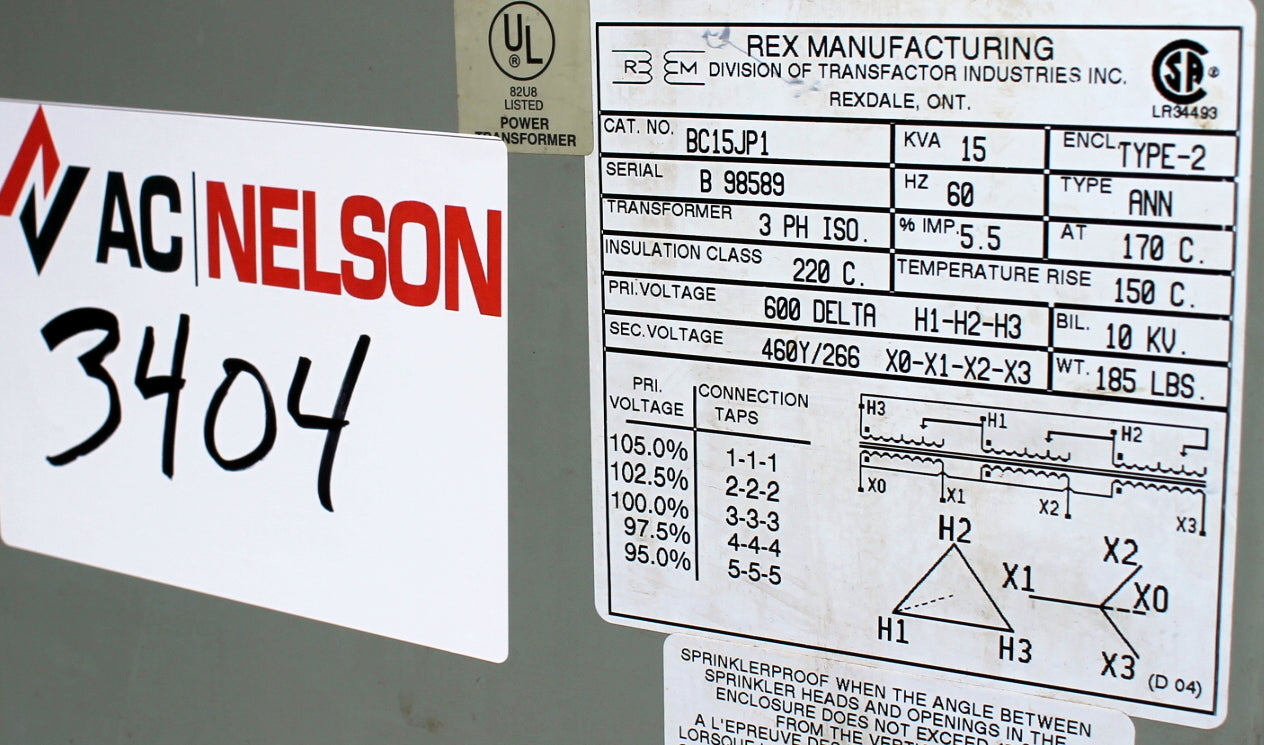 UL
®
82U8
LISTED
POWER
TRANSFORMER
AC|NELSON
3404
REX MANUFACTURING
DIVISION OF TRANSFACTOR INDUSTRIES INC.
REXDALE, ONT.
SA ®
LR34493
CAT. NO. BC15JP1 KVA 15 ENCL. TYPE-2
SERIAL B 98589 HZ 60 TYPE ANN
TRANSFORMER 3 PH ISO. % IMP. 5.5 AT 170 C.
INSULATION CLASS 220 C. TEMPERATURE RISE 150 C.
PRI.VOLTAGE 600 DELTA H1-H2-H3 BIL. 10 KV.
SEC.VOLTAGE 460Y/266 X0-X1-X2-X3 WT. 185 LBS.
PRI. VOLTAGE CONNECTION TAPS
105.0% 1-1-1
102.5% 2-2-2
100.0% 3-3-3
97.5% 4-4-4
95.0% 5-5-5
H3 H1 H2
X0 X1 X2 X3
H2
H1 H3
X2
X1 X0
X3 (D 04)
SPRINKLERPROOF WHEN THE ANGLE BETWEEN
SPRINKLER HEADS AND OPENINGS IN THE
ENCLOSURE DOES NOT EXCEED
FROM THE
A L'EPREUVE
LORSQUE